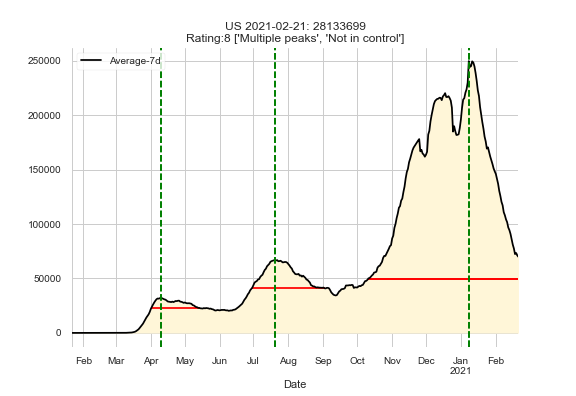 US 2021-02-21: 28133699
Rating:8 ['Multiple peaks', 'Not in control']
Average-7d
250000
200000
150000
100000
50000
0
Feb Mar Apr May Jun Jul Aug Sep Oct Nov Dec Jan Feb
2021
Date